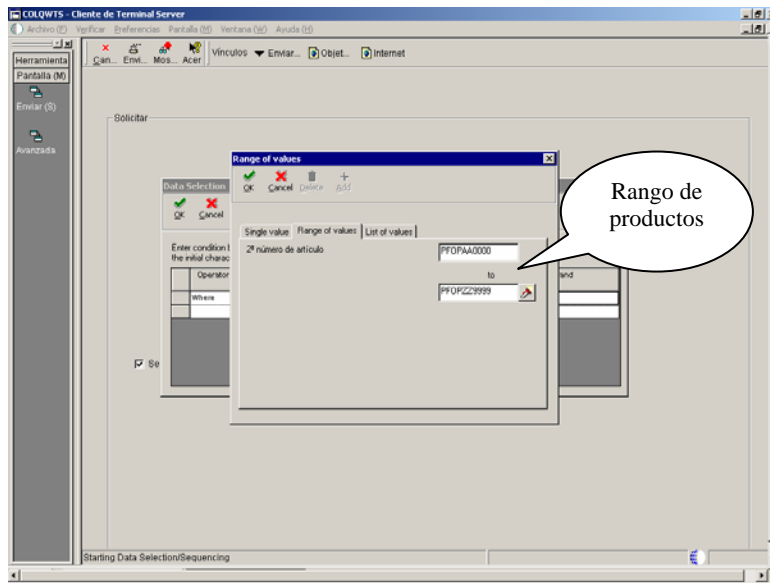 COLQWTS - Cliente de Terminal Server
Archivo (F) Verificar Preferencias Pantalla (M) Ventana (W) Ayuda (H)
Herramienta
Pantalla (M)
Enviar (S)
Avanzada
Can... Envi... Mos... Acer Vínculos Enviar... Objet... Internet
Solicitar
Data Selection
OK Cancel
Enter condition b
the initial charac
Operator
and
Where
Se
Range of values
OK Cancel Delete Add
Single value Range of values List of values
2º número de artículo PFOPAA0000
to
PFOPZZ9999
Rango de
productos
Starting Data Selection/Sequencing